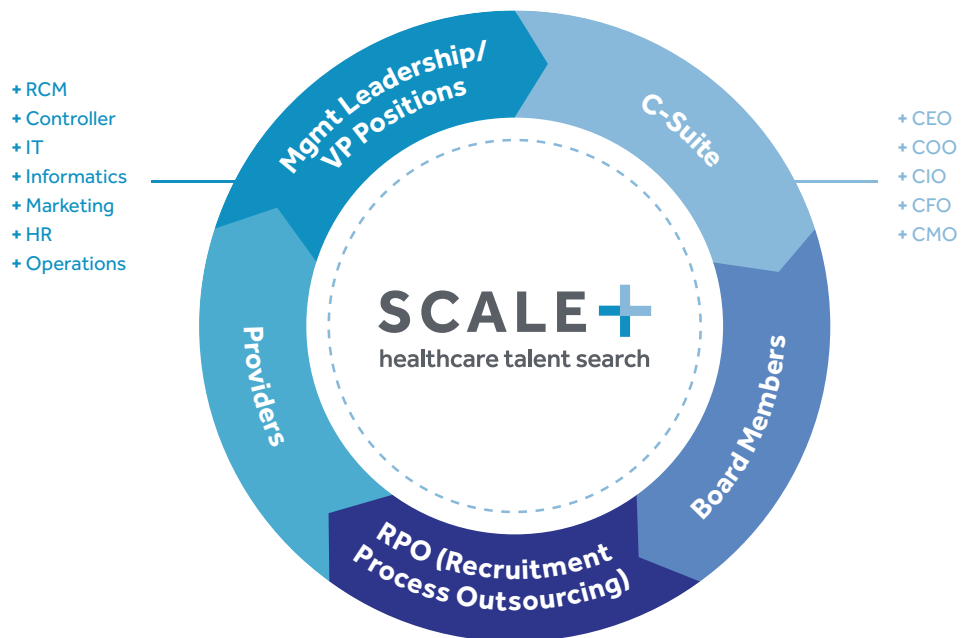 Mgmt Leadership/
VP Positions
C-Suite
Board Members
RPO (Recruitment
Process Outsourcing)
Providers
+ RCM
+ Controller
+ IT
+ Informatics
+ Marketing
+ HR
+ Operations
+ CEO
+ COO
+ CIO
+ CFO
+ CMO
SCALE+
healthcare talent search